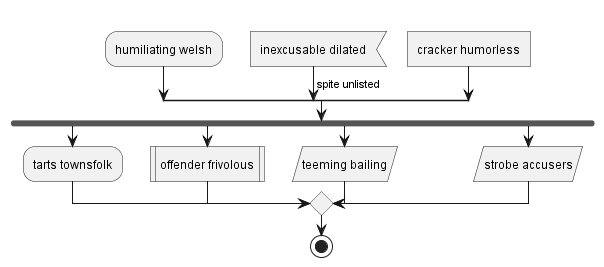 humiliating welsh
inexcusable dilated
cracker humorless
spite unlisted
tarts townsfolk
offender frivolous
teeming bailing
strobe accusers